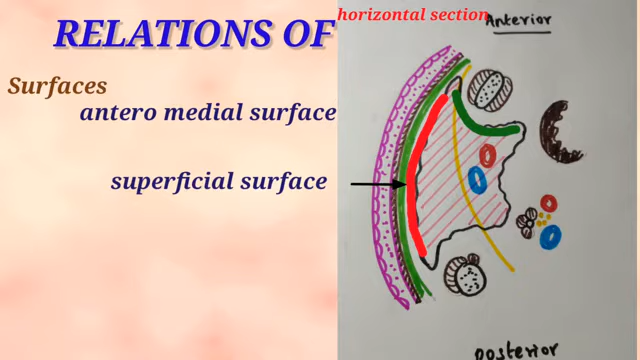 RELATIONS OF
horizontal section
Anterior
Surfaces
antero medial surface
superficial surface
posterior